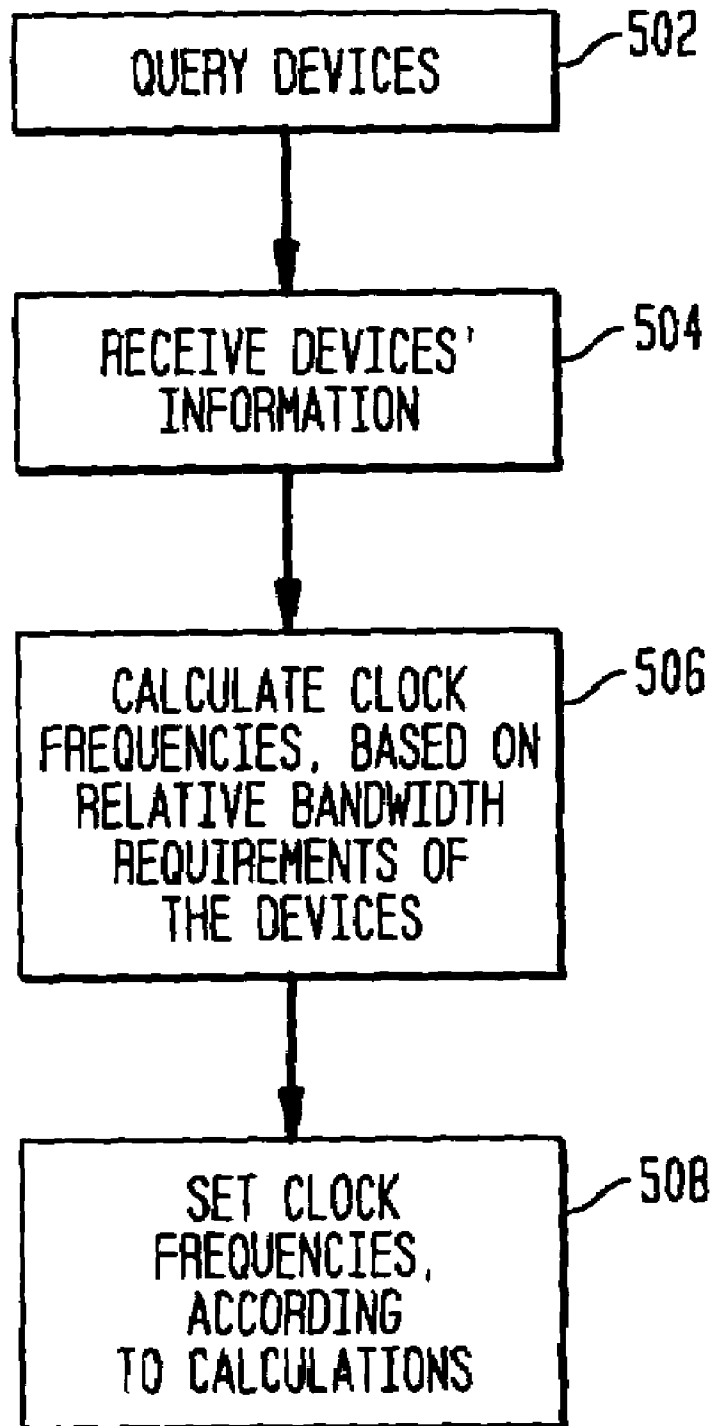 QUERY DEVICES
502
RECEIVE DEVICES'
INFORMATION
504
CALCULATE CLOCK
FREQUENCIES, BASED ON
RELATIVE BANDWIDTH
REQUIREMENTS OF
THE DEVICES
506
SET CLOCK
FREQUENCIES,
ACCORDING
TO CALCULATIONS
508